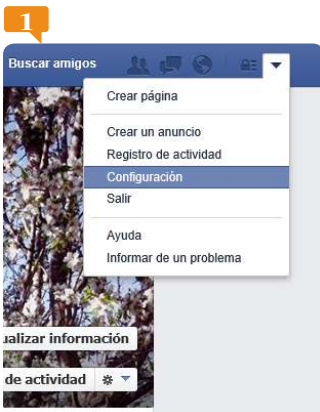 1
Buscar amigos
Crear página
Crear un anuncio
Registro de actividad
Configuración
Salir
Ayuda
Informar de un problema
ualizar información
de actividad